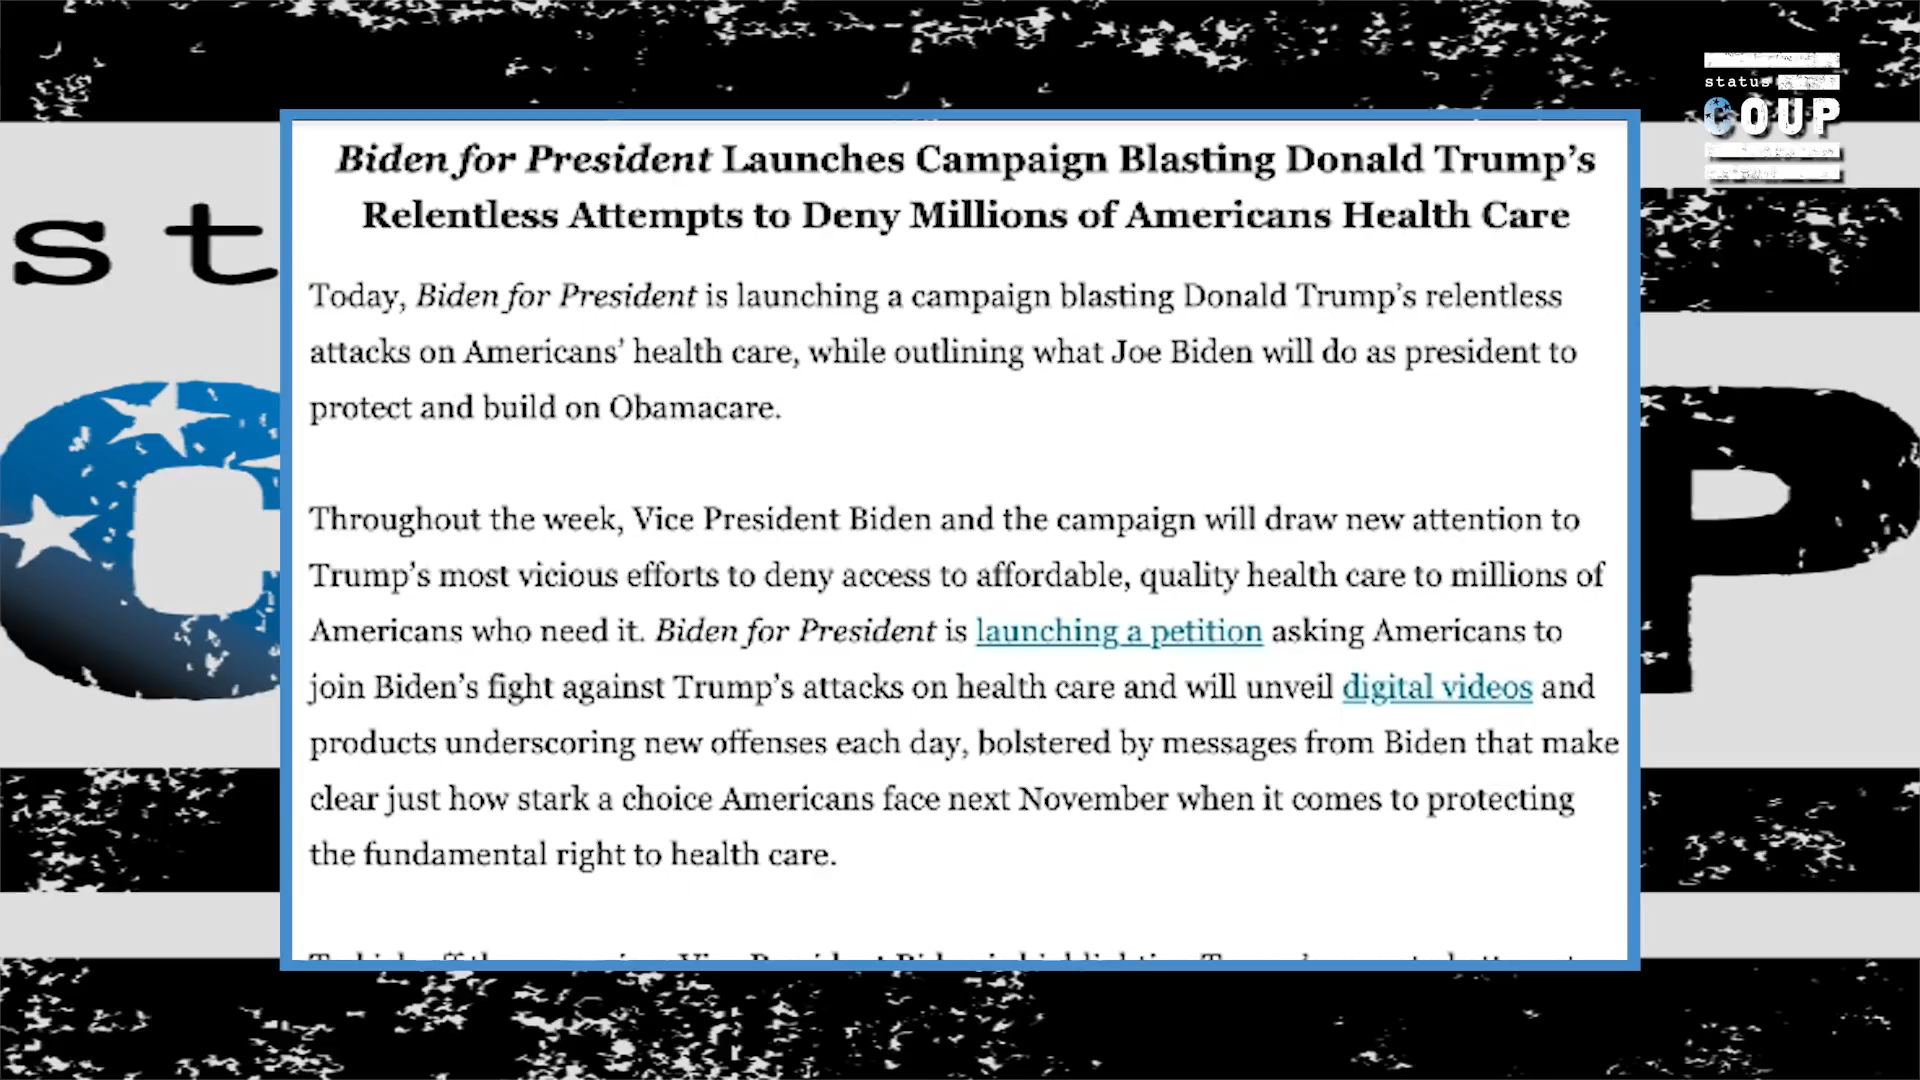 status
COUP
st
C P
Biden for President Launches Campaign Blasting Donald Trump’s
Relentless Attempts to Deny Millions of Americans Health Care
Today, Biden for President is launching a campaign blasting Donald Trump’s relentless
attacks on Americans’ health care, while outlining what Joe Biden will do as president to
protect and build on Obamacare.
Throughout the week, Vice President Biden and the campaign will draw new attention to
Trump’s most vicious efforts to deny access to affordable, quality health care to millions of
Americans who need it. Biden for President is launching a petition asking Americans to
join Biden’s fight against Trump’s attacks on health care and will unveil digital videos and
products underscoring new offenses each day, bolstered by messages from Biden that make
clear just how stark a choice Americans face next November when it comes to protecting
the fundamental right to health care.